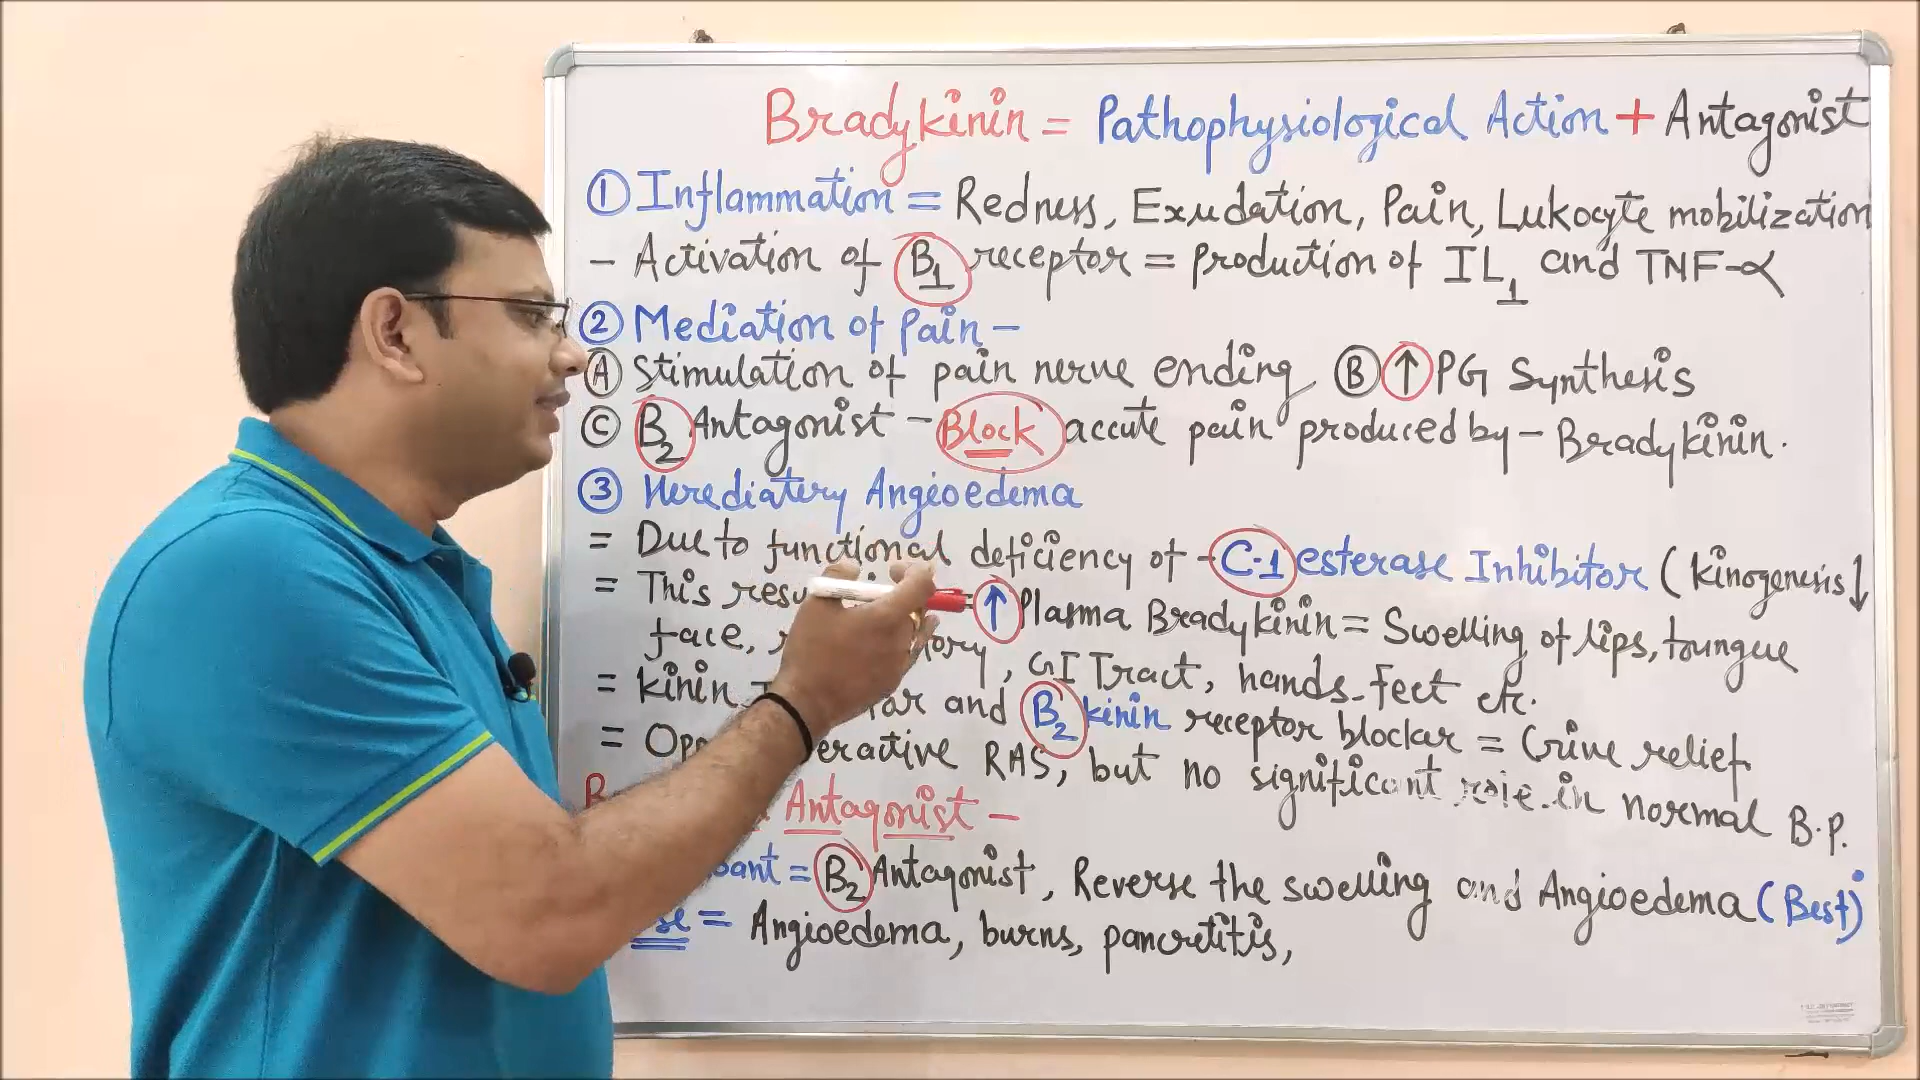 Bradykinin = Pathophysiological Action + Antagonist
① Inflammation = Redness, Exudation, Pain, Lukocyte mobilization
- Activation of B1 receptor = Production of IL1 and TNF-α
② Mediation of Pain -
Ⓐ Stimulation of pain nerve ending Ⓑ ↑ PG Synthesis
Ⓒ B2 Antagonist - Block accute pain produced by - Bradykinin.
③ Herediatery Angioedema
= Due to functional deficiency of - C-1 esterase Inhibitor (kinogenesis ↓
= This ↑ Plasma Bradykinin = Swelling of lips, toungue
face, GI Tract, hands-feet etc.
= kinin and B2 kinin receptor blockar = Give relief
= RAS, but no significant role in normal B.P.
Antagonist -
= B2 Antagonist, Reverse the swelling and Angioedema (Best)
= Angioedema, burns, pancretitis,